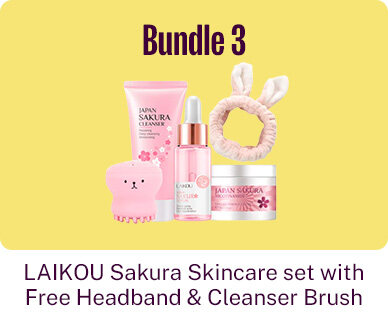 Bundle 3
JAPAN
SAKURA
CLEANSER
LAIKOU
JAPAN SAKURA
LAIKOU Sakura Skincare set with
Free Headband & Cleanser Brush